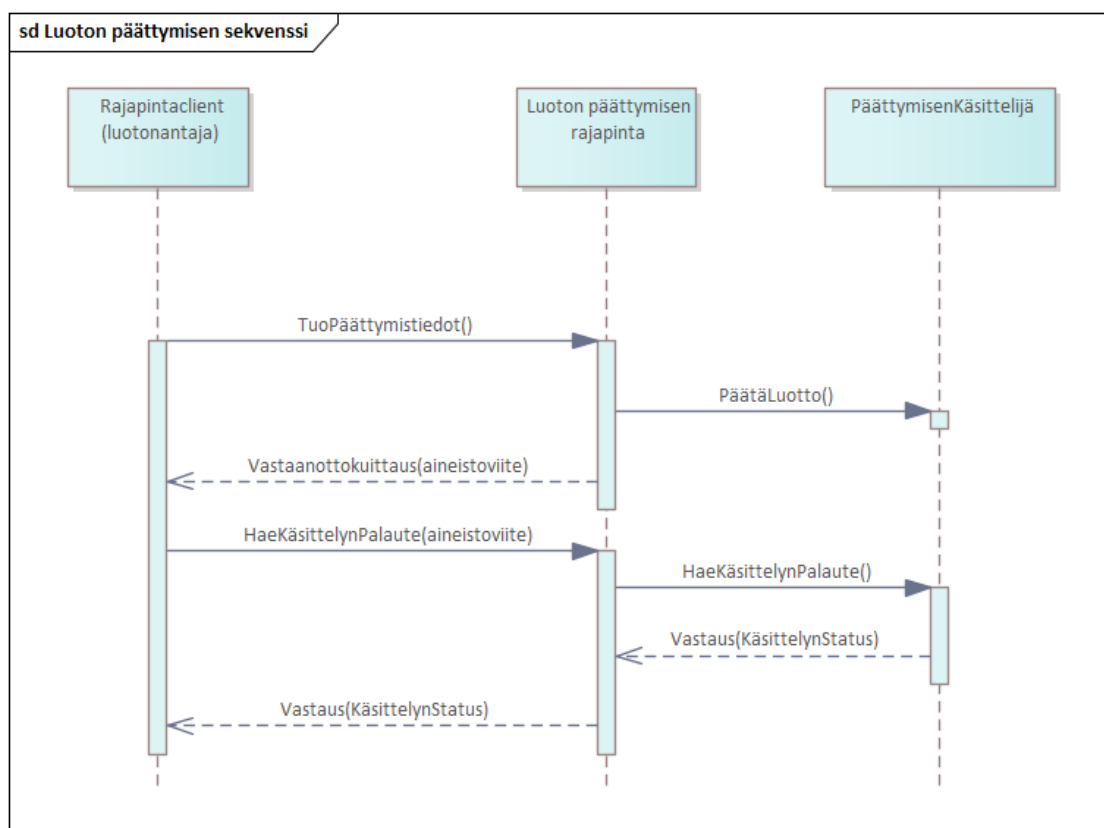 sd Luoton päättymisen sekvenssi
Rajapintaclient
(luotonantaja)
Luoton päättymisen
rajapinta
PäättymisenKäsittelijä
TuoPäättymistiedot()
PäätäLuotto()
Vastaanottokuittaus(aineistoviite)
HaeKäsittelynPalaute(aineistoviite)
HaeKäsittelynPalaute()
Vastaus(KäsittelynStatus)
Vastaus(KäsittelynStatus)